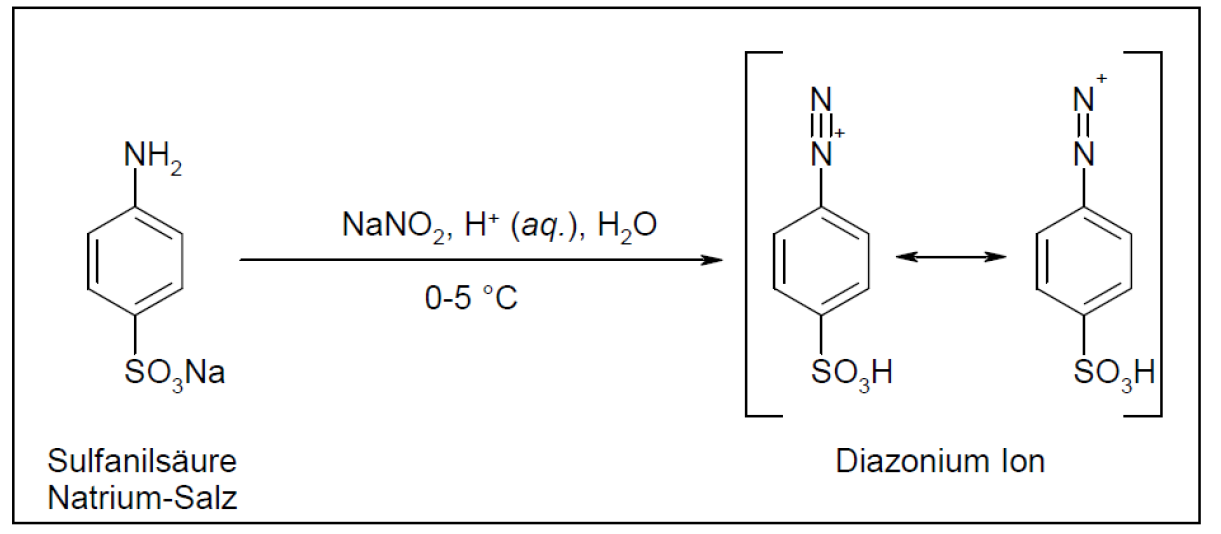 NH₂
SO₃Na
Sulfanilsäure
Natrium-Salz
NaNO₂, H⁺ (aq.), H₂O
0-5 °C
N
N⁺
SO₃H
N⁺
N
SO₃H
Diazonium Ion